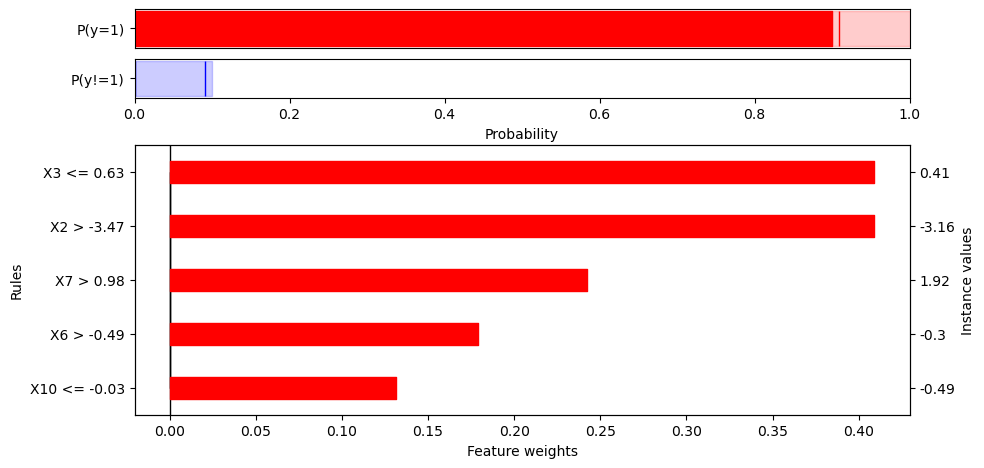 P(y=1)
P(y!=1)
0.0 0.2 0.4 0.6 0.8 1.0
Probability
Rules
X3 <= 0.63 0.41
X2 > -3.47 -3.16
X7 > 0.98 1.92
X6 > -0.49 -0.3
X10 <= -0.03 -0.49
Instance values
0.00 0.05 0.10 0.15 0.20 0.25 0.30 0.35 0.40
Feature weights